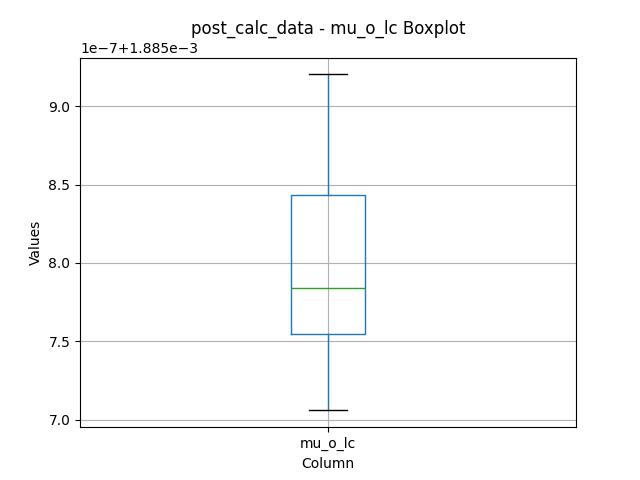 post_calc_data - mu_o_lc Boxplot
1e−7+1.885e−3
9.0
8.5
8.0
7.5
7.0
Values
mu_o_lc
Column